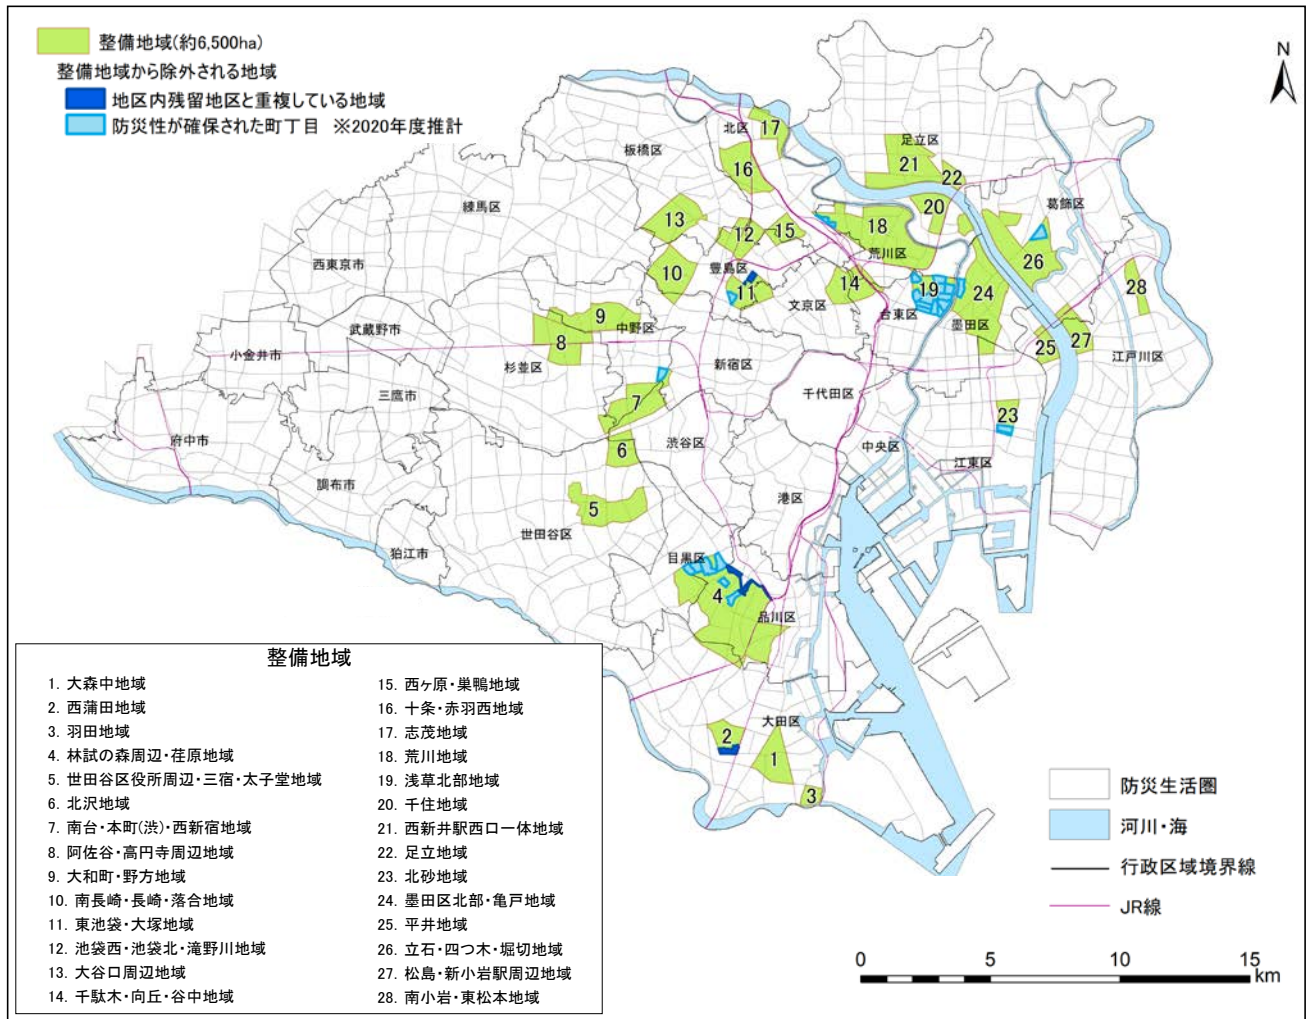 整備地域(約6,500ha)
整備地域から除外される地域
地区内残留地区と重複している地域
防災性が確保された町丁目 ※2020年度推計
N
北区
17
足立区
板橋区
16
21
22
練馬区
20
葛飾区
13
12
15
18
荒川区
西東京市
豊島区
10
26
11
文京区
14
19
24
28
台東区
9
中野区
墨田区
武蔵野市
8
25
27
小金井市
杉並区
新宿区
江戸川区
三鷹市
千代田区
7
23
府中市
6
渋谷区
中央区
江東区
調布市
港区
5
世田谷区
狛江市
目黒区
4
品川区
大田区
2
1
3
整備地域
1. 大森中地域
2. 西蒲田地域
3. 羽田地域
4. 林試の森周辺・荏原地域
5. 世田谷区役所周辺・三宿・太子堂地域
6. 北沢地域
7. 南台・本町(渋)・西新宿地域
8. 阿佐谷・高円寺周辺地域
9. 大和町・野方地域
10. 南長崎・長崎・落合地域
11. 東池袋・大塚地域
12. 池袋西・池袋北・滝野川地域
13. 大谷口周辺地域
14. 千駄木・向丘・谷中地域
15. 西ヶ原・巣鴨地域
16. 十条・赤羽西地域
17. 志茂地域
18. 荒川地域
19. 浅草北部地域
20. 千住地域
21. 西新井駅西口一体地域
22. 足立地域
23. 北砂地域
24. 墨田区北部・亀戸地域
25. 平井地域
26. 立石・四つ木・堀切地域
27. 松島・新小岩駅周辺地域
28. 南小岩・東松本地域
防災生活圏
河川・海
行政区域境界線
JR線
0 5 10 15
km